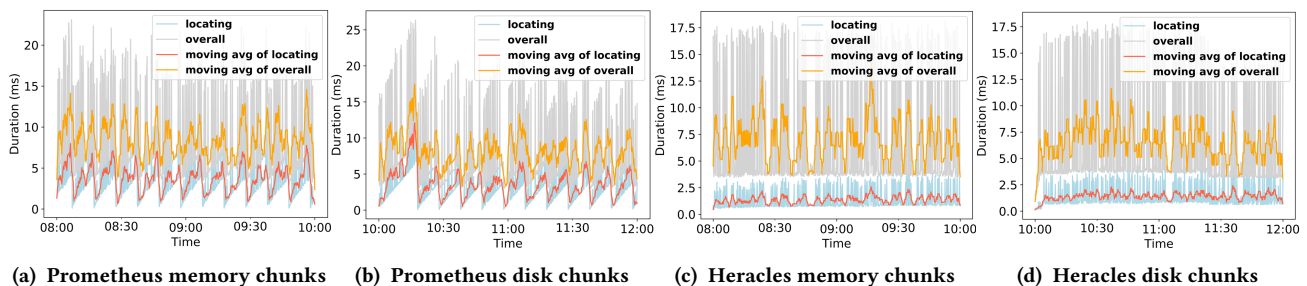 locating
overall
moving avg of locating
moving avg of overall
Duration (ms)
20
15
10
5
0
08:00 08:30 09:00 09:30 10:00
Time
(a) Prometheus memory chunks
locating
overall
moving avg of locating
moving avg of overall
Duration (ms)
25
20
15
10
5
0
10:00 10:30 11:00 11:30 12:00
Time
(b) Prometheus disk chunks
locating
overall
moving avg of locating
moving avg of overall
Duration (ms)
17.5
15.0
12.5
10.0
7.5
5.0
2.5
0.0
08:00 08:30 09:00 09:30 10:00
Time
(c) Heracles memory chunks
locating
overall
moving avg of locating
moving avg of overall
Duration (ms)
17.5
15.0
12.5
10.0
7.5
5.0
2.5
0.0
10:00 10:30 11:00 11:30 12:00
Time
(d) Heracles disk chunks